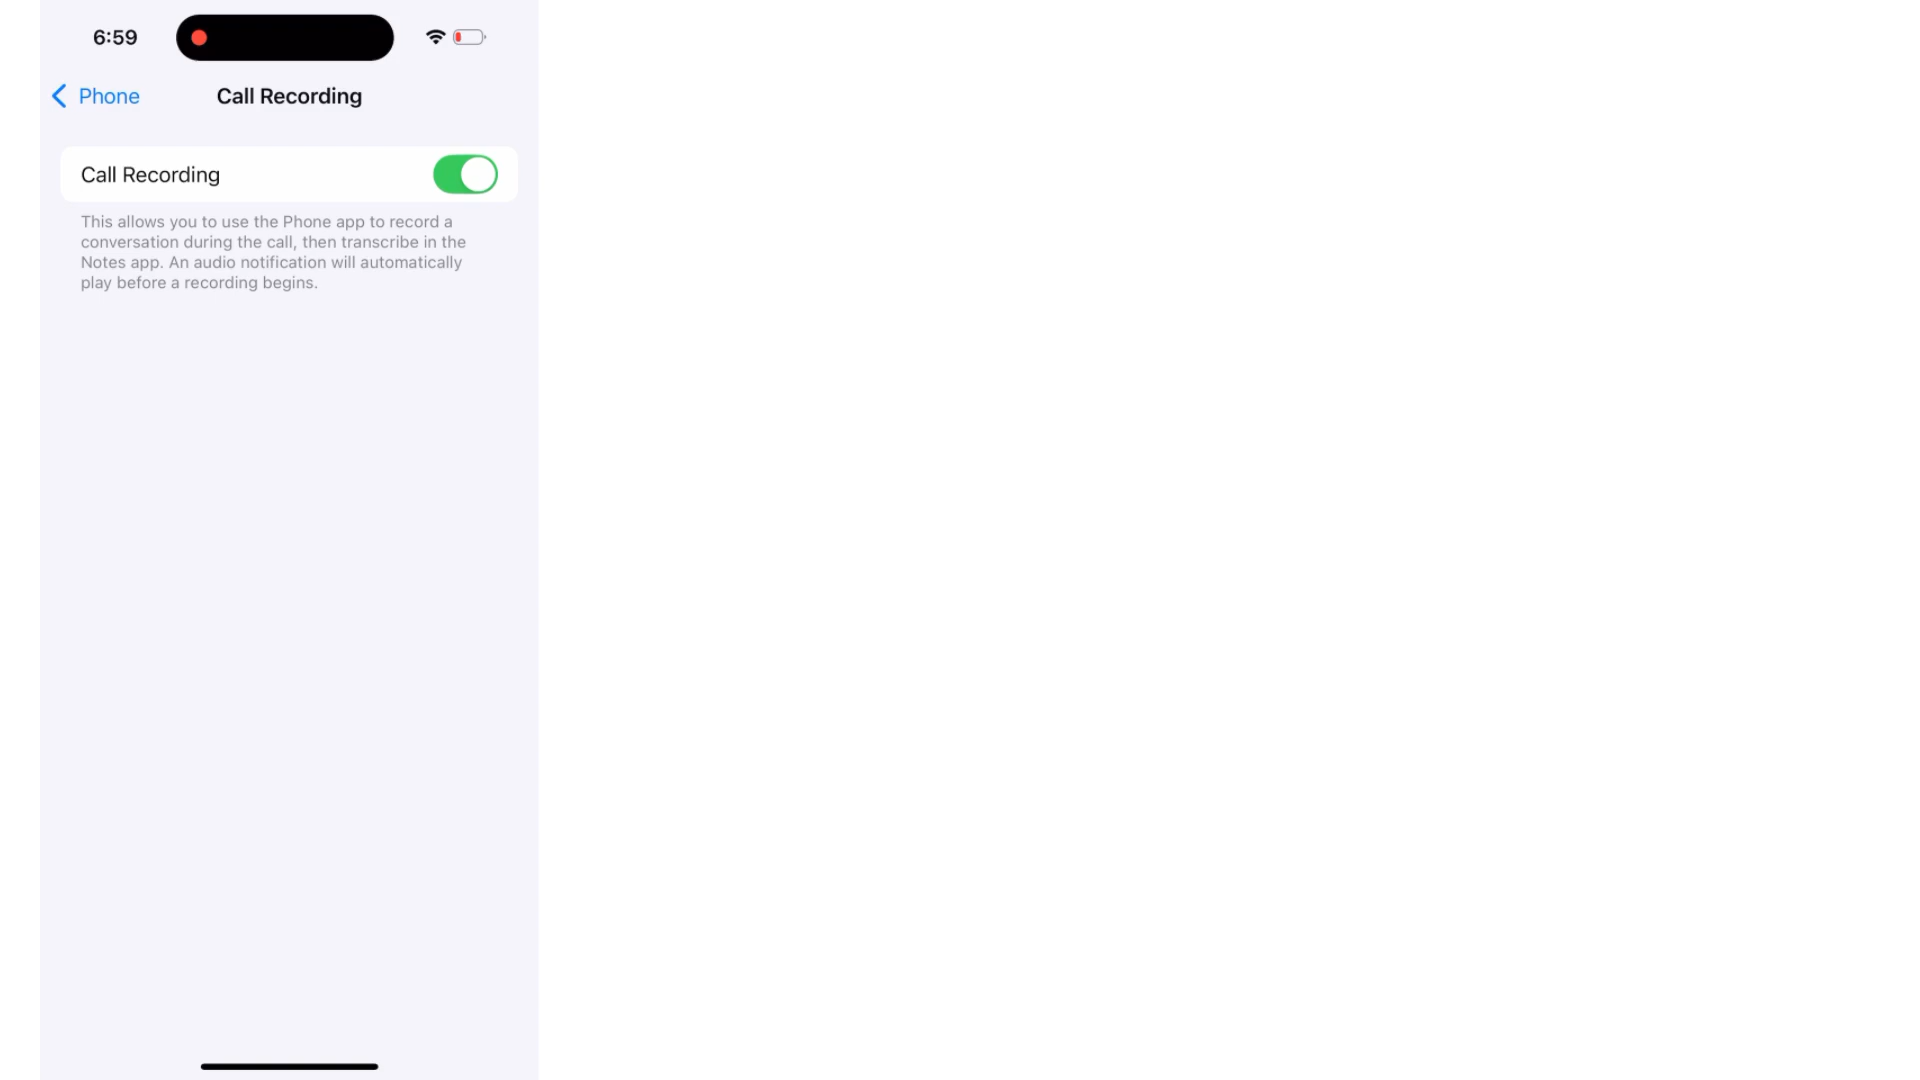 6:59
Phone
Call Recording
Call Recording
This allows you to use the Phone app to record a
conversation during the call, then transcribe in the
Notes app. An audio notification will automatically
play before a recording begins.